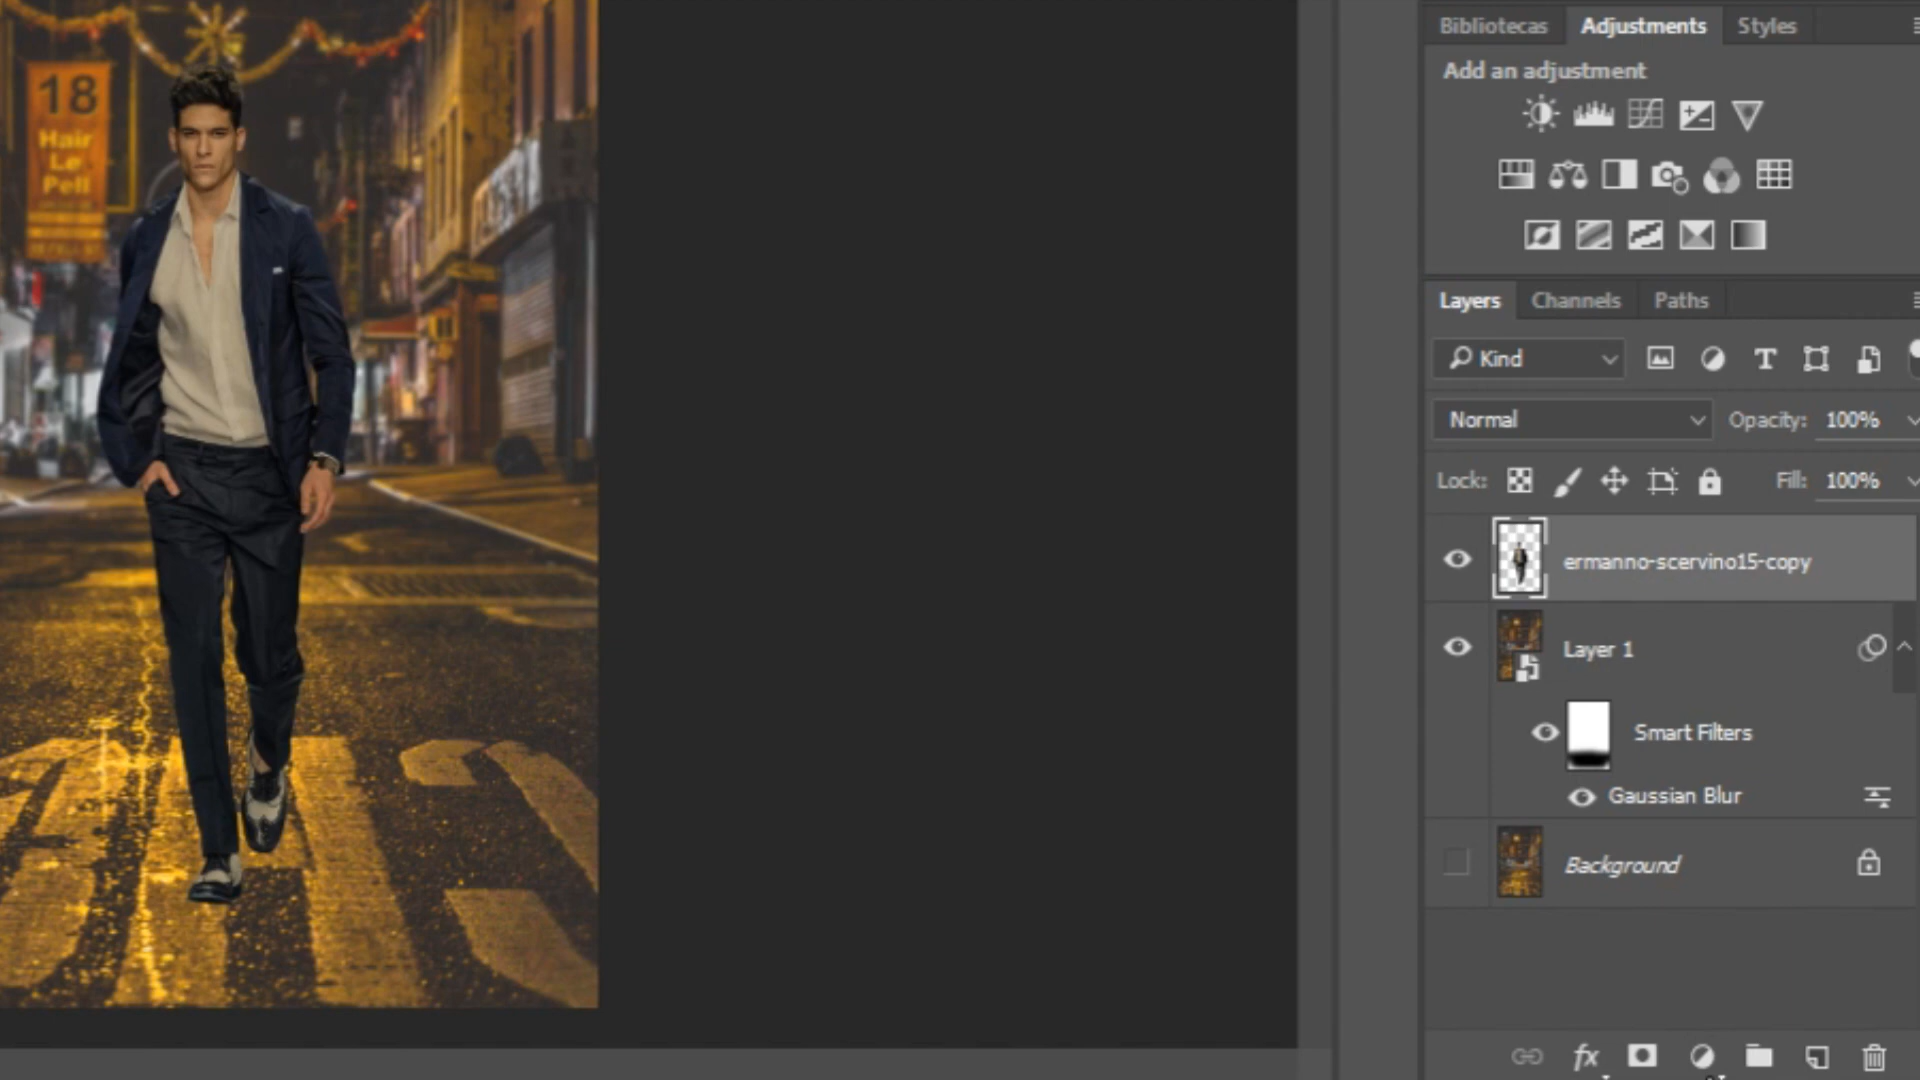 18
Hair
Le
Pell
Bibliotecas Adjustments Styles
Add an adjustment
Layers Channels Paths
Kind
Normal Opacity: 100%
Lock: Fill: 100%
ermanno-scervino15-copy
Layer 1
Smart Filters
Gaussian Blur
Background
fx